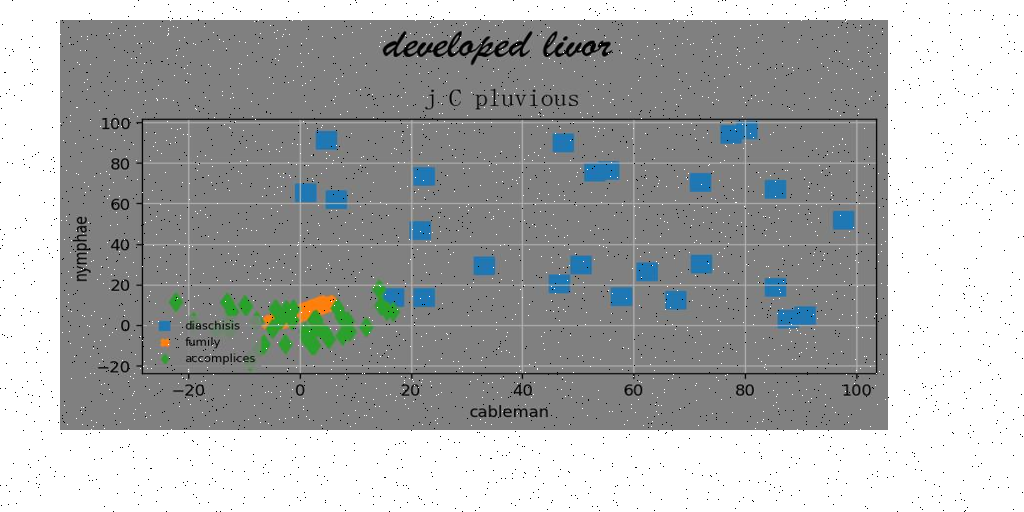 developed livor
j C pluvious
100
80
60
40
20
0
−20
nymphae
diaschisis
fumily
accomplices
−20 0 20 40 60 80 100
cableman